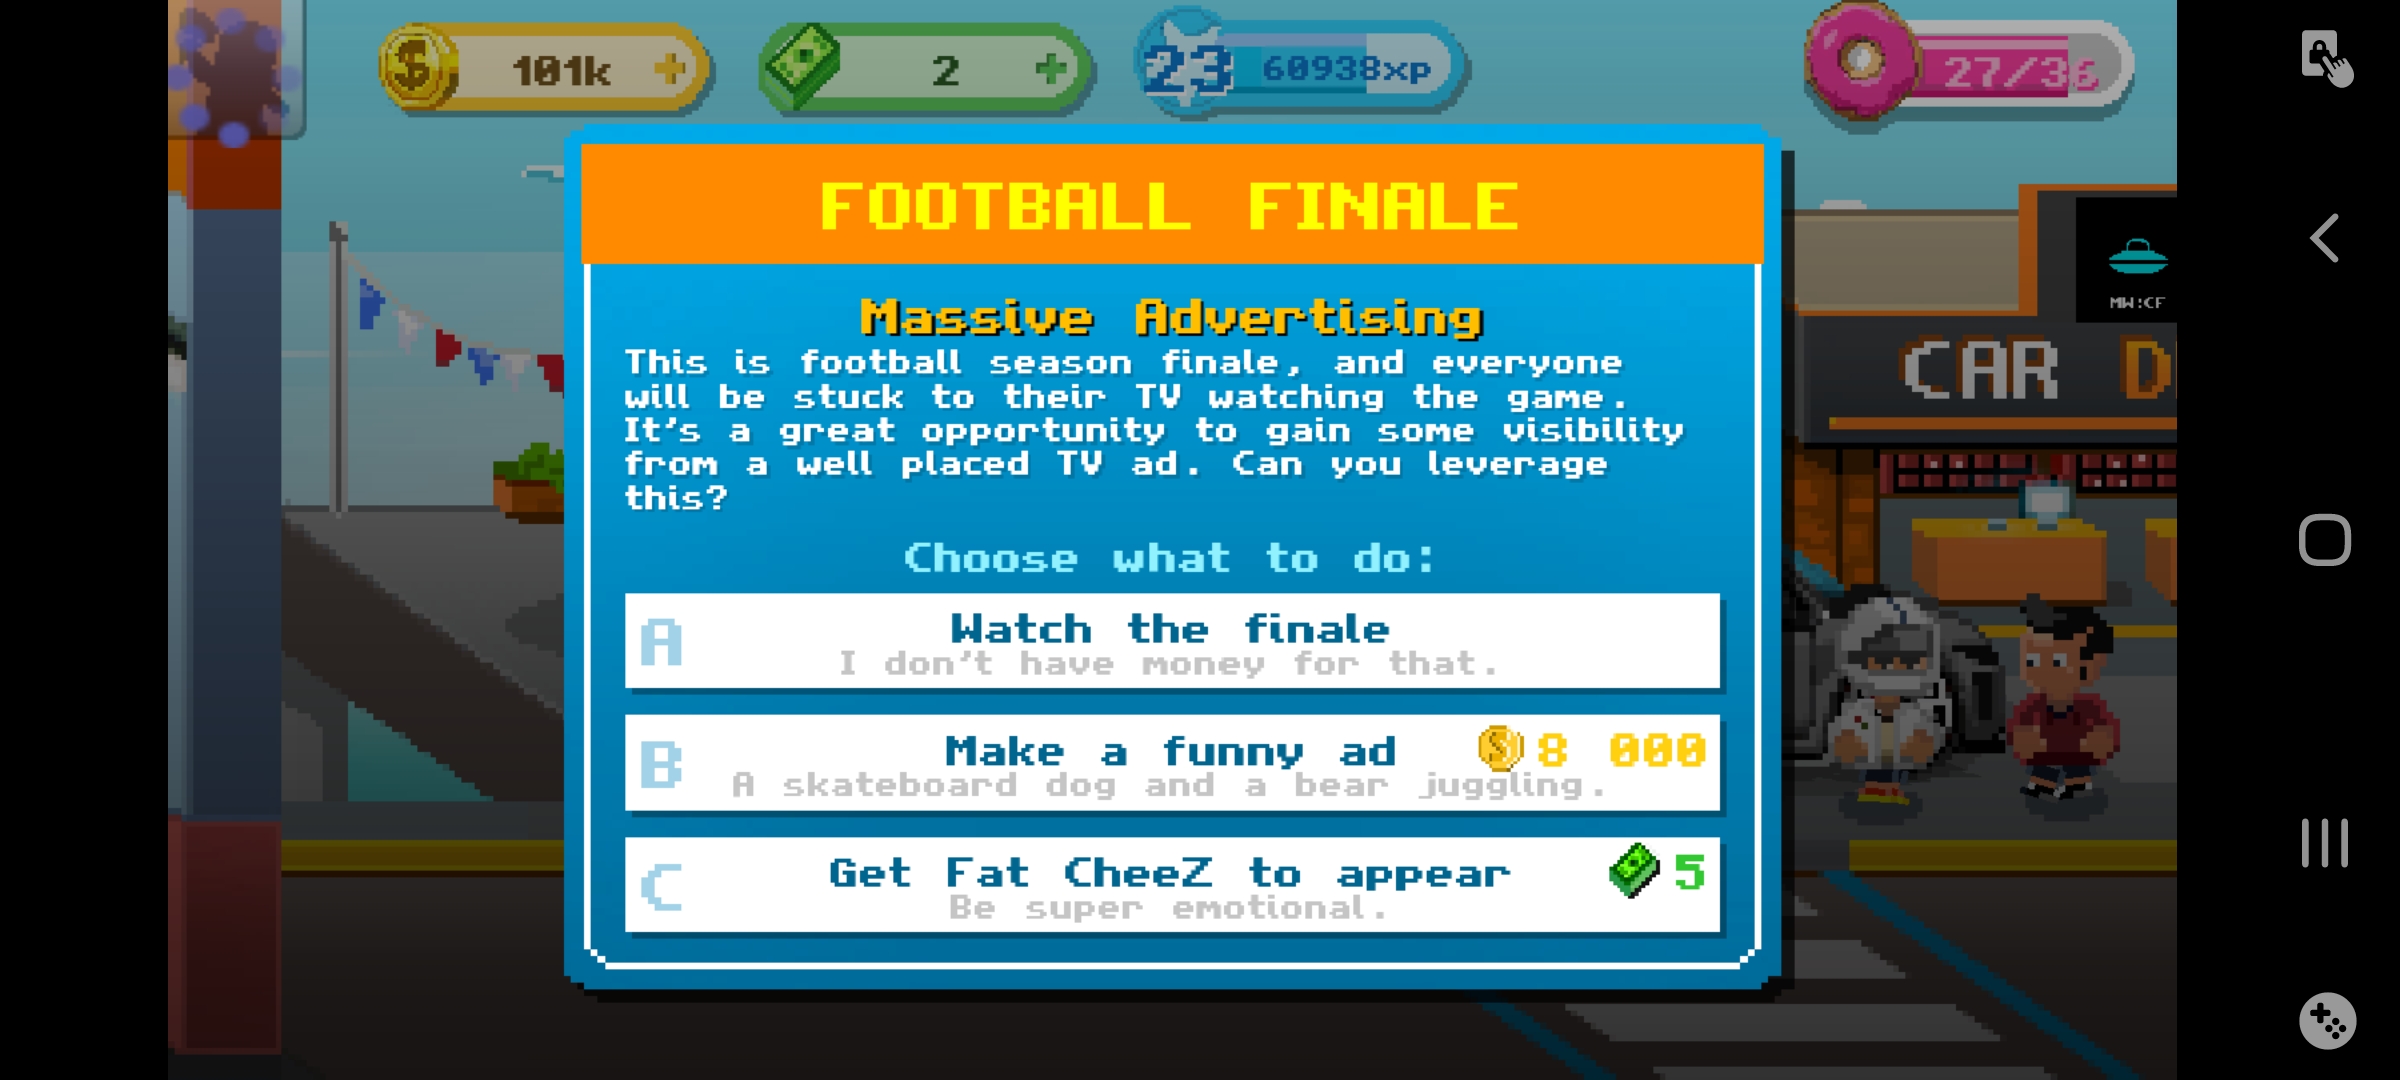 101k
2
23
60938xp
27/36
FOOTBALL FINALE
Massive Advertising
This is football season finale, and everyone
will be stuck to their TV watching the game.
It's a great opportunity to gain some visibility
from a well placed TV ad. Can you leverage
this?
Choose what to do:
A
Watch the finale
I don't have money for that.
B
Make a funny ad
8 000
A skateboard dog and a bear juggling.
C
Get Fat CheeZ to appear
5
Be super emotional.
MW:CF
CAR D